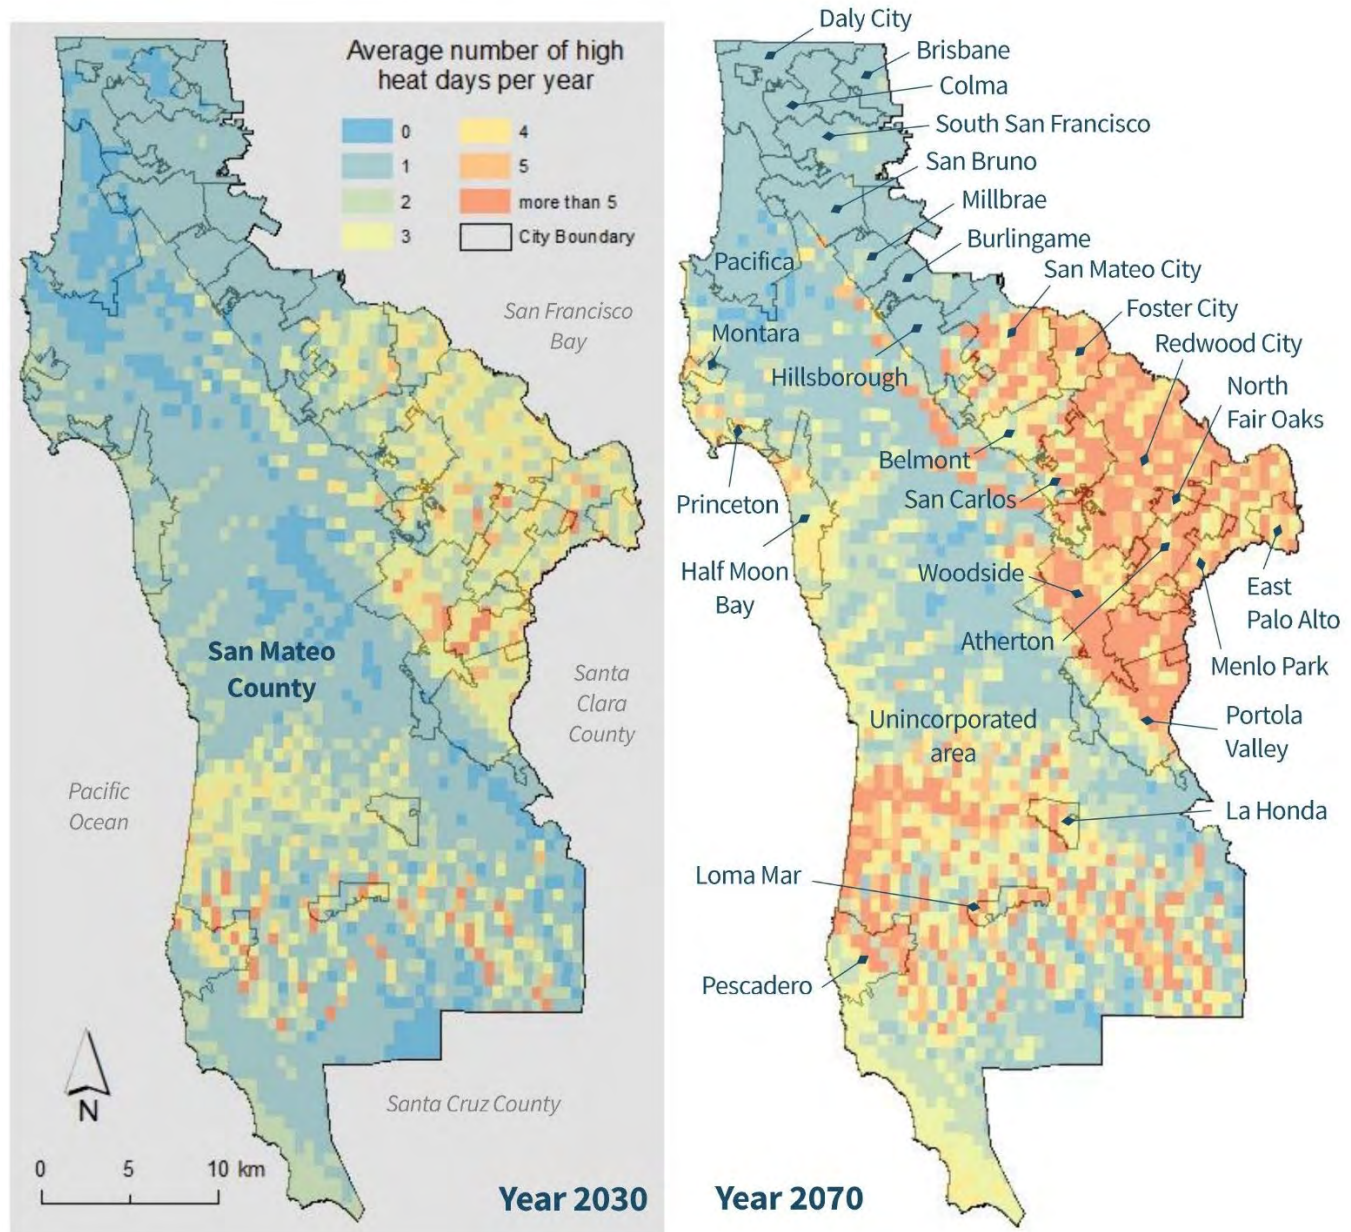 Average number of high
heat days per year
0
1
2
3
4
5
more than 5
City Boundary
San Francisco
Bay
San Mateo
County
Santa
Clara
County
Pacific
Ocean
Santa Cruz County
N
0 5 10 km
Year 2030
Daly City
Brisbane
Colma
South San Francisco
San Bruno
Millbrae
Burlingame
Pacifica
San Mateo City
Foster City
Montara
Redwood City
Hillsborough
North
Fair Oaks
Belmont
San Carlos
Princeton
Half Moon
Bay
Woodside
East
Palo Alto
Atherton
Menlo Park
Unincorporated
area
Portola
Valley
La Honda
Loma Mar
Pescadero
Year 2070